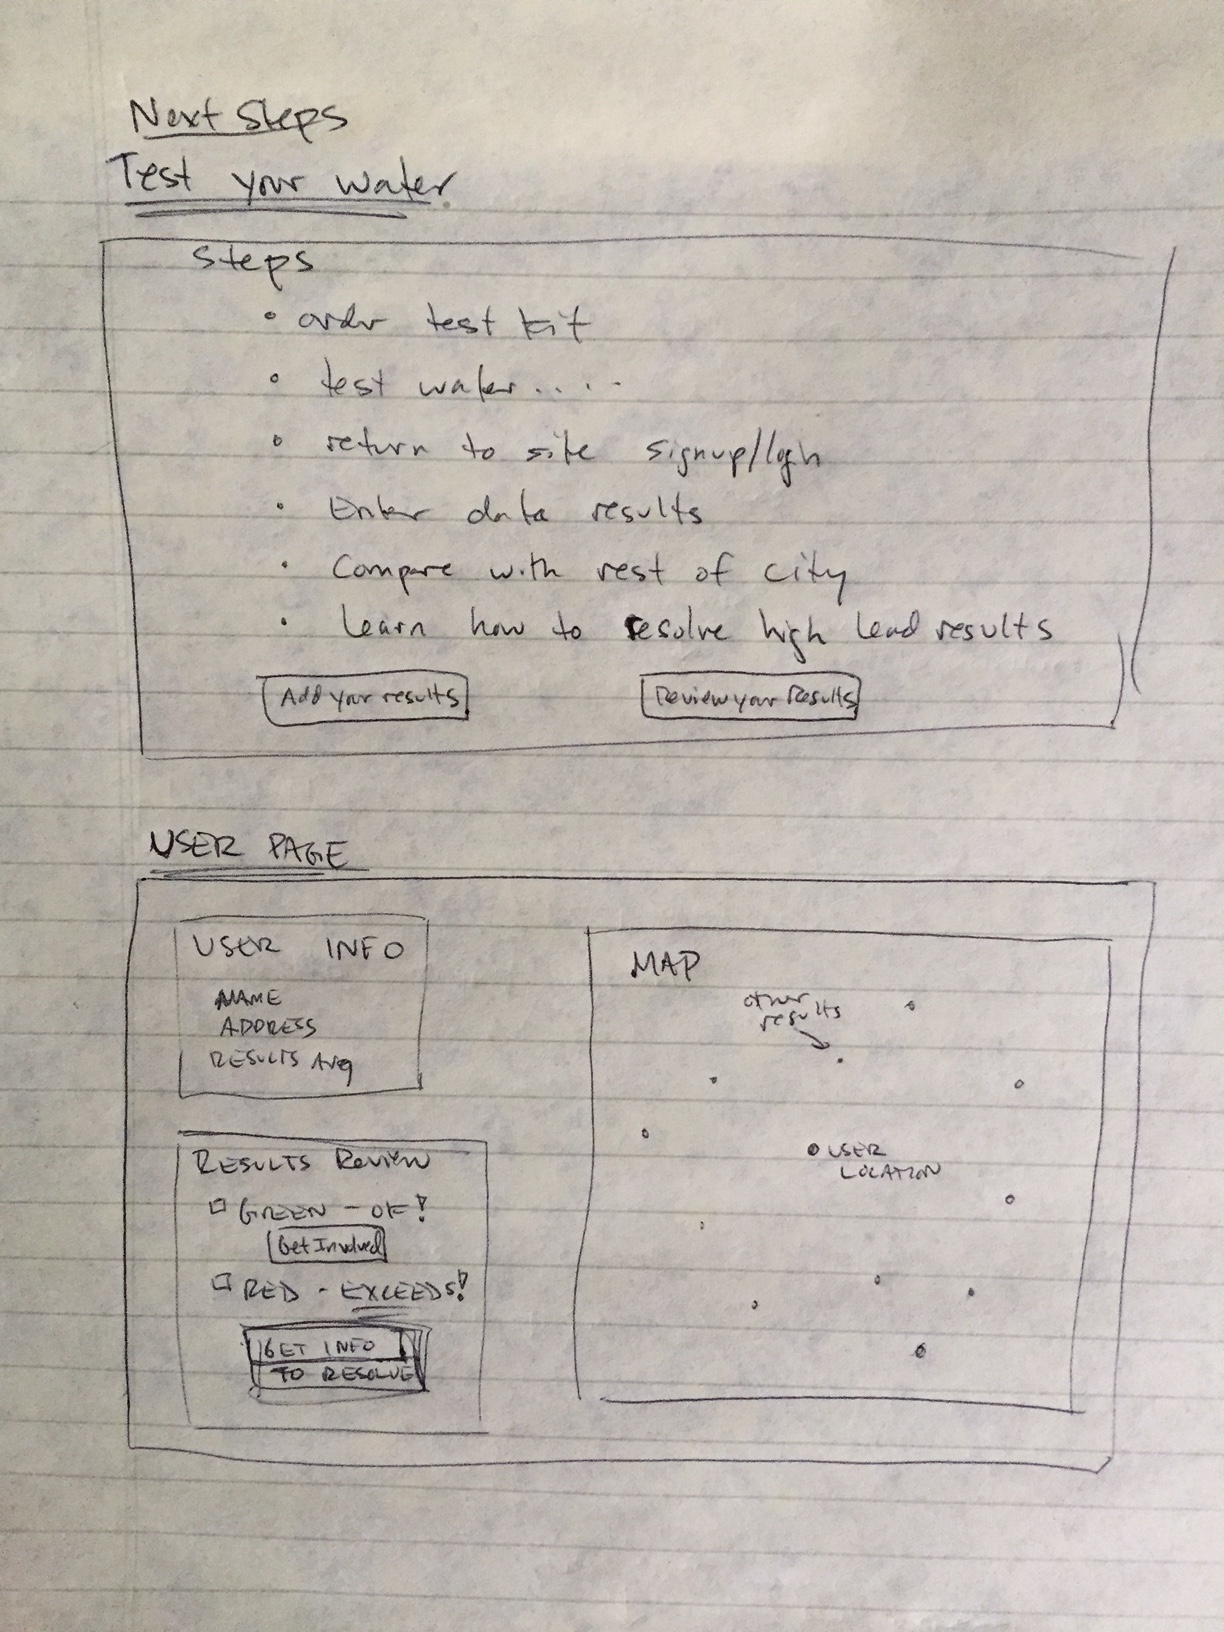 Next Steps
Test your water
Steps
• order test kit
• test water.....
• return to site signup/login
• Enter data results
• Compare with rest of city
• Learn how to resolve high lead results
Add your results
Review your Results
USER PAGE
USER INFO
NAME
ADDRESS
RESULTS Avg
RESULTS Review
GREEN - OK!
Get Involved
RED - EXCEEDS!
GET INFO
TO RESOLVE
MAP
other
results
USER
LOCATION